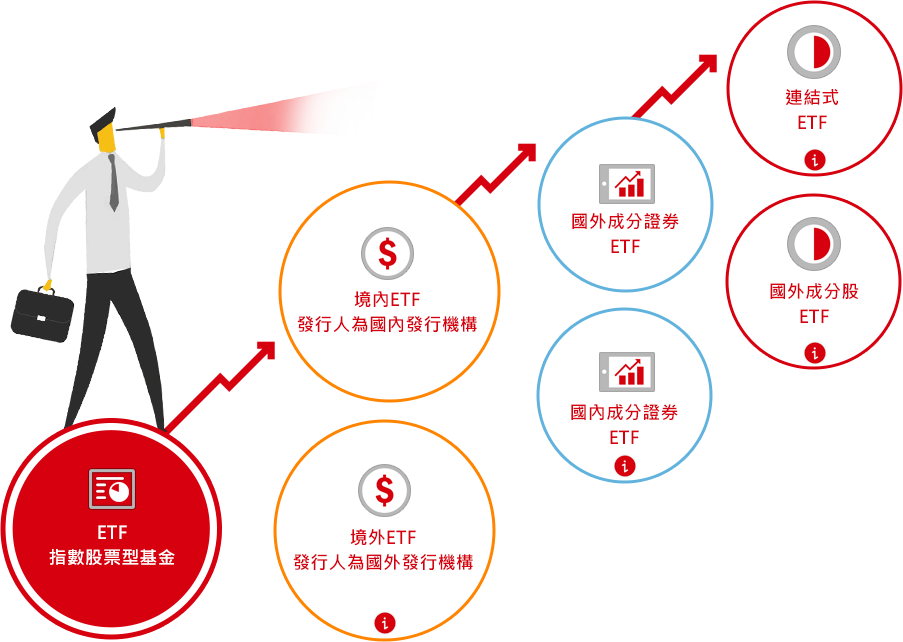 ETF
指數股票型基金
境內ETF
發行人為國內發行機構
境外ETF
發行人為國外發行機構
國外成分證券
ETF
國內成分證券
ETF
連結式
ETF
國外成分股
ETF